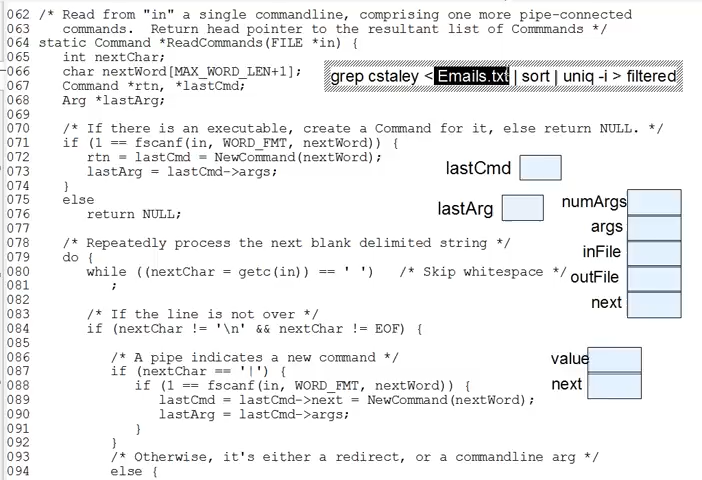 062 /* Read from "in" a single commandline, comprising one more pipe-connected
063    commands.  Return head pointer to the resultant list of Commmands */
064 static Command *ReadCommands(FILE *in) {
065    int nextChar;
066    char nextWord[MAX_WORD_LEN+1];
067    Command *rtn, *lastCmd;
068    Arg *lastArg;
069
070    /* If there is an executable, create a Command for it, else return NULL. */
071    if (1 == fscanf(in, WORD_FMT, nextWord)) {
072       rtn = lastCmd = NewCommand(nextWord);
073       lastArg = lastCmd->args;
074    }
075    else
076       return NULL;
077
078    /* Repeatedly process the next blank delimited string */
079    do {
080       while ((nextChar = getc(in)) == ' ')   /* Skip whitespace */
081          ;
082
083       /* If the line is not over */
084       if (nextChar != '\n' && nextChar != EOF) {
085
086          /* A pipe indicates a new command */
087          if (nextChar == '|') {
088             if (1 == fscanf(in, WORD_FMT, nextWord)) {
089                lastCmd = lastCmd->next = NewCommand(nextWord);
090                lastArg = lastCmd->args;
091             }
092          }
093          /* Otherwise, it's either a redirect, or a commandline arg */
094          else {
grep cstaley < Emails.txt | sort | uniq -i > filtered
lastCmd
lastArg
numArgs
args
inFile
outFile
next
value
next